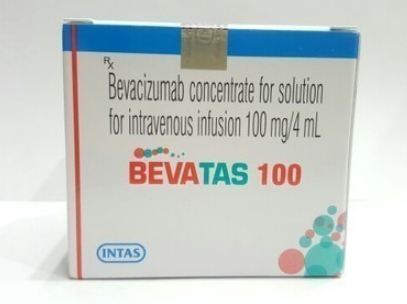 Rx
Bevacizumab concentrate for solution
for intravenous infusion 100 mg/4 mL
BEVATAS 100
INTAS